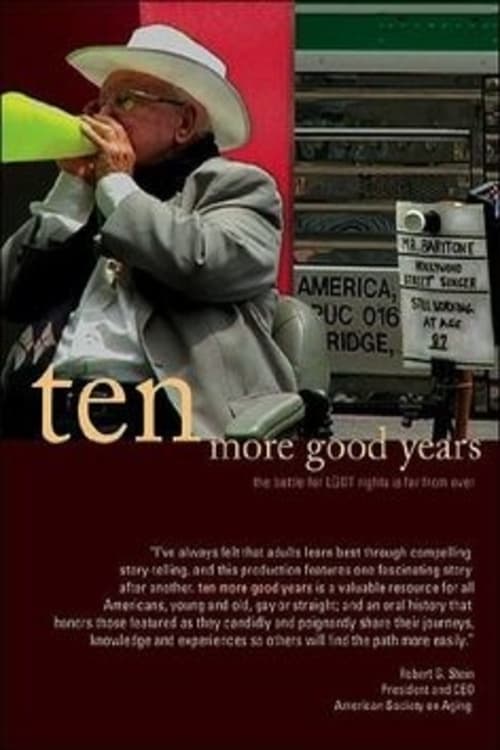 AMERICA,
PUC 016
RIDGE,
MR. BARITONE
HOLLYWOOD
STREET SINGER
STILL WORKING
AT AGE
87
ten
more good years
the battle for LGBT rights is far from over
"I've always felt that adults learn best through compelling
story-telling, and this production features one fascinating story
after another. ten more good years is a valuable resource for all
Americans, young and old, gay or straight; and an oral history that
honors those featured as they candidly and poignantly share their journeys,
knowledge and experiences so others will find the path more easily."
Robert G. Stein
President and CEO
American Society on Aging